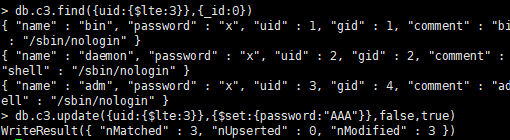 > db.c3.find({uid:{$lte:3}},{_id:0})
{ "name" : "bin", "password" : "x", "uid" : 1, "gid" : 1, "comment" : "bi
: "/sbin/nologin" }
{ "name" : "daemon", "password" : "x", "uid" : 2, "gid" : 2, "comment" :
"shell" : "/sbin/nologin" }
{ "name" : "adm", "password" : "x", "uid" : 3, "gid" : 4, "comment" : "ad
ell" : "/sbin/nologin" }
> db.c3.update({uid:{$lte:3}},{$set:{password:"AAA"}},false,true)
WriteResult({ "nMatched" : 3, "nUpserted" : 0, "nModified" : 3 })